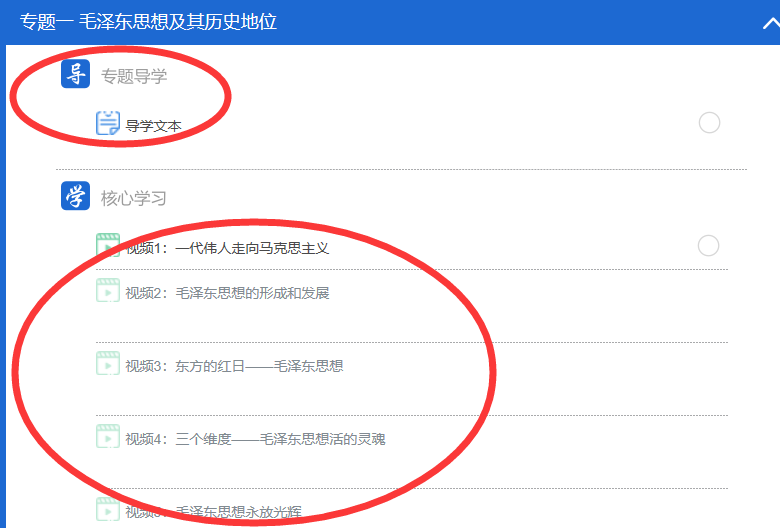 专题一 毛泽东思想及其历史地位
导 专题导学
导学文本
学 核心学习
视频1：一代伟人走向马克思主义
视频2：毛泽东思想的形成和发展
视频3：东方的红日——毛泽东思想
视频4：三个维度——毛泽东思想活的灵魂
视频5：毛泽东思想永放光辉